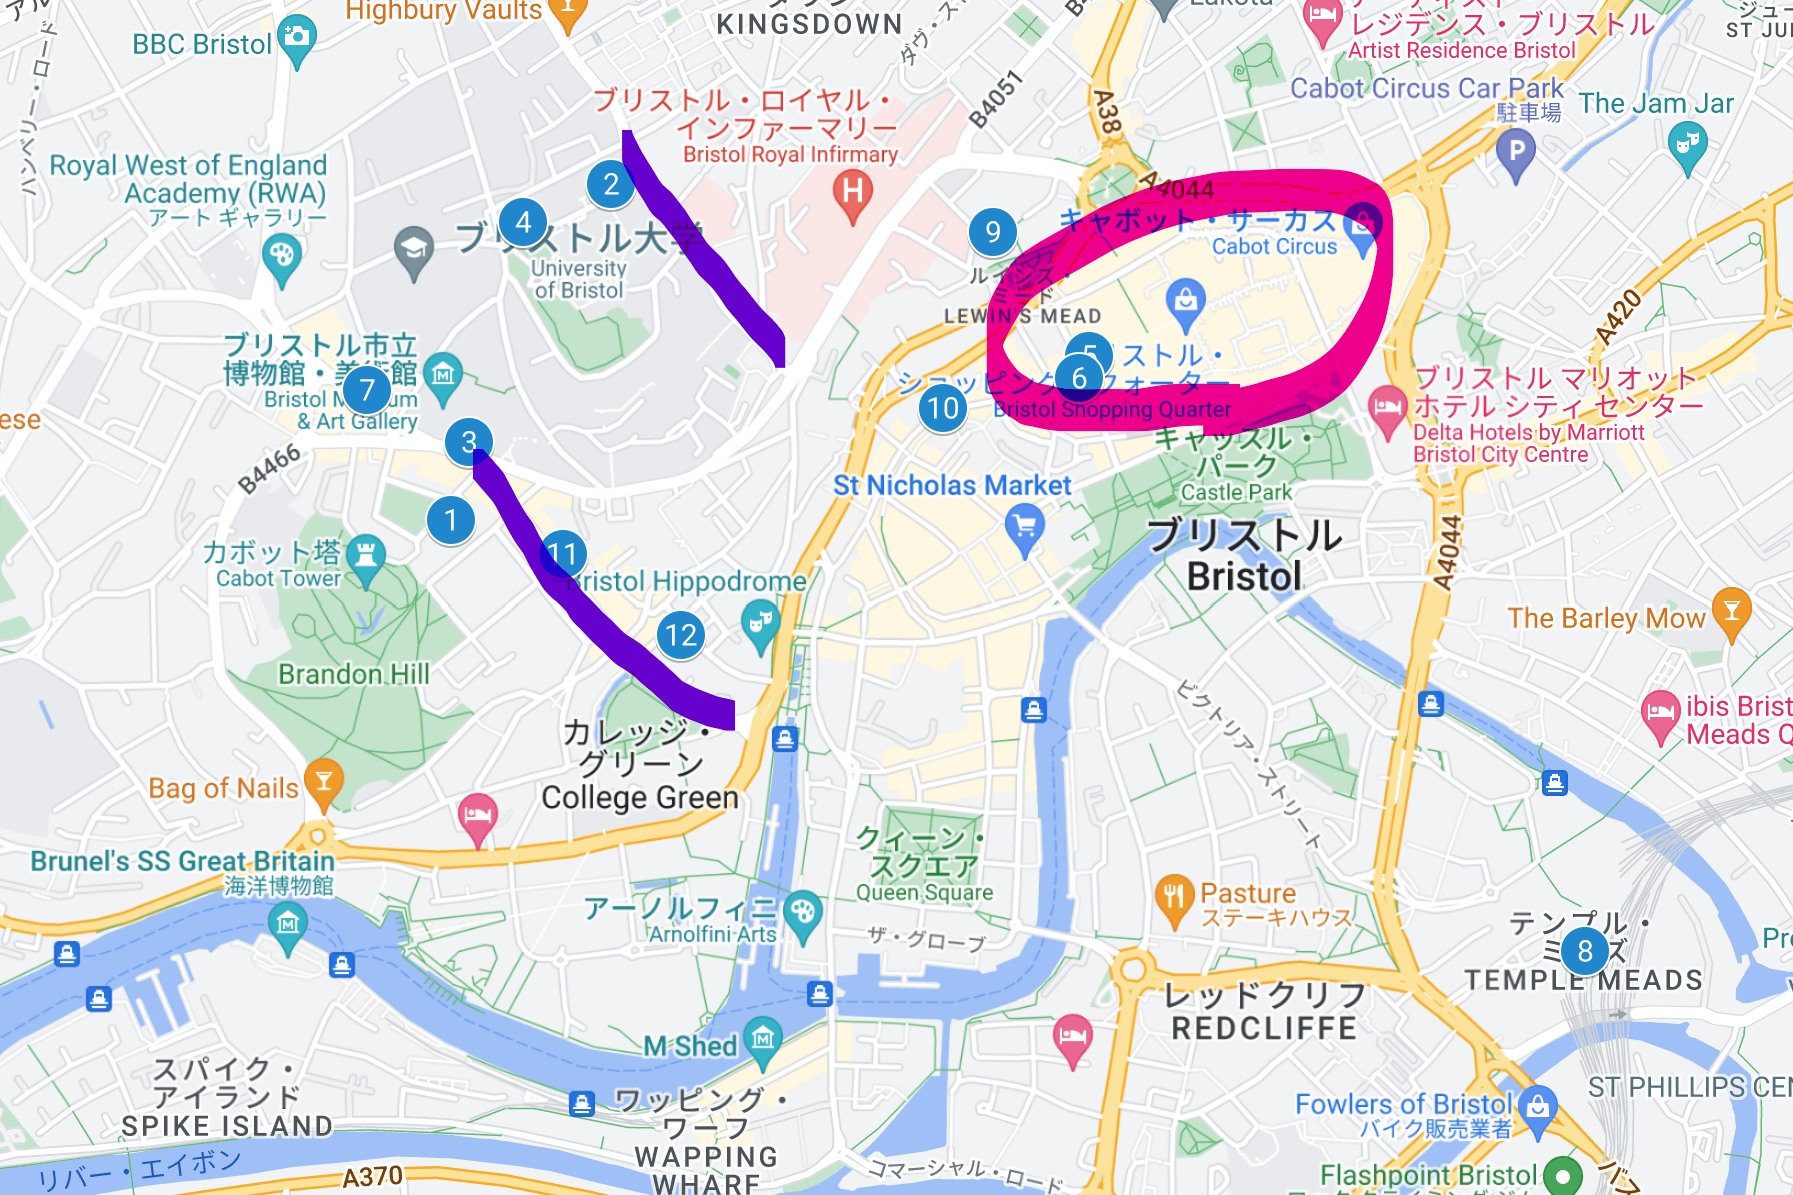 Highbury Vaults
KINGSDOWN
BBC Bristol
レジデンス・ブリストル
Artist Residence Bristol
ハンベリー・ロード
B4051
A38
ブリストル・ロイヤル・
インファーマリー
Bristol Royal Infirmary
H
Cabot Circus Car Park
駐車場
P
The Jam Jar
Royal West of England
Academy (RWA)
アート ギャラリー
2
4
ブリストル大学
University
of Bristol
9
A4044
キャボット・サーカス
Cabot Circus
LEWIN'S MEAD
A420
ブリストル市立
博物館・美術館
Bristol Museum
& Art Gallery
7
5
6
ストル・
Bristol Shopping Quarter
10
ブリストル マリオット
ホテル シティ センター
Delta Hotels by Marriott
Bristol City Centre
ese
B4466
3
キャッスル・
パーク
Castle Park
St Nicholas Market
1
カボット塔
Cabot Tower
11
Bristol Hippodrome
ブリストル
Bristol
A4044
The Barley Mow
12
Brandon Hill
ビクトリア・ストリート
ibis Brist
Meads Q
カレッジ・
グリーン
College Green
Bag of Nails
クィーン・
スクエア
Queen Square
Brunel's SS Great Britain
海洋博物館
アーノルフィニ
Arnolfini Arts
ザ・グローブ
Pasture
ステーキハウス
テンプル・
8
TEMPLE MEADS
レッドクリフ
REDCLIFFE
M Shed
スパイク・
アイランド
SPIKE ISLAND
ワッピング・
ワーフ
WAPPING
WHARF
ST PHILLIPS CEN
Fowlers of Bristol
バイク販売業者
リバー・エイボン
A370
コマーシャル・ロード
Flashpoint Bristol